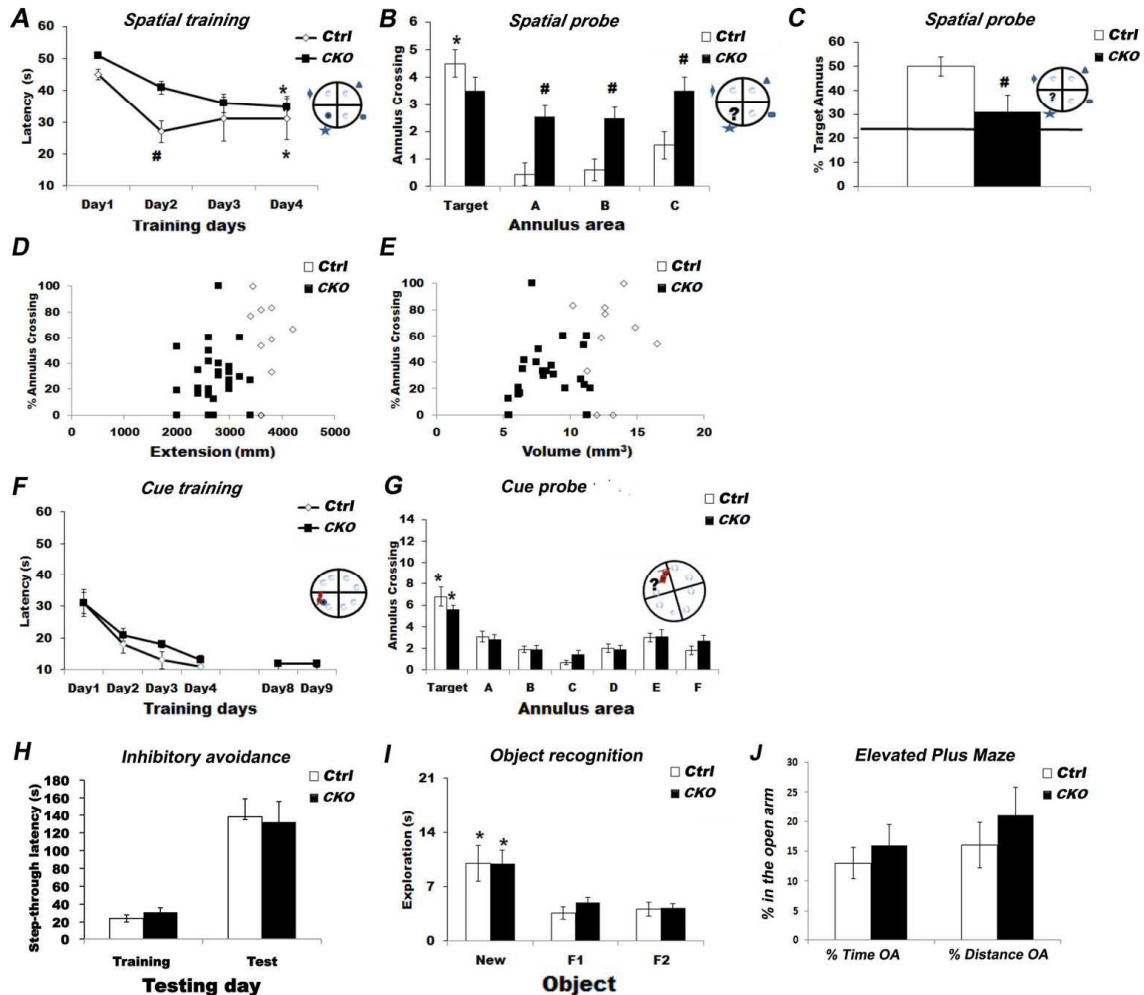 A Spatial training
Ctrl
CKO
Latency (s)
60
50
40
30
20
10
*
#
*
Day1 Day2 Day3 Day4
Training days
B Spatial probe
Ctrl
CKO
Annulus Crossing
6
5
4
3
2
1
0
* # # #
?
Target A B C
Annulus area
C Spatial probe
Ctrl
CKO
% Target Annuus
60
50
40
30
20
10
0
#
?
D
Ctrl
CKO
% Annulus Crossing
100
80
60
40
20
0
0 1000 2000 3000 4000 5000
Extension (mm)
E
Ctrl
CKO
% Annulus Crossing
100
80
60
40
20
0
0 5 10 15 20
Volume (mm³)
F Cue training
Ctrl
CKO
Latency (s)
60
50
40
30
20
10
Day1 Day2 Day3 Day4 Day8 Day9
Training days
G Cue probe
Ctrl
CKO
Annulus Crossing
14
12
10
8
6
4
2
0
* *
?
Target A B C D E F
Annulus area
H Inhibitory avoidance
Ctrl
CKO
Step-through latency (s)
180
160
140
120
100
80
60
40
20
0
Training Test
Testing day
I Object recognition
Ctrl
CKO
Exploration (s)
21
14
7
0
* *
New F1 F2
Object
J Elevated Plus Maze
Ctrl
CKO
% in the open arm
30
25
20
15
10
5
0
% Time OA % Distance OA